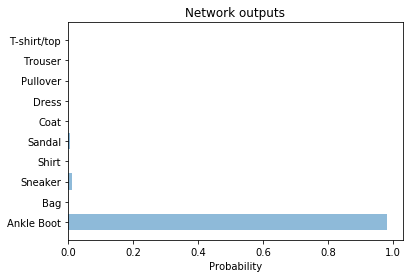 Network outputs
T-shirt/top
Trouser
Pullover
Dress
Coat
Sandal
Shirt
Sneaker
Bag
Ankle Boot
0.0 0.2 0.4 0.6 0.8 1.0
Probability